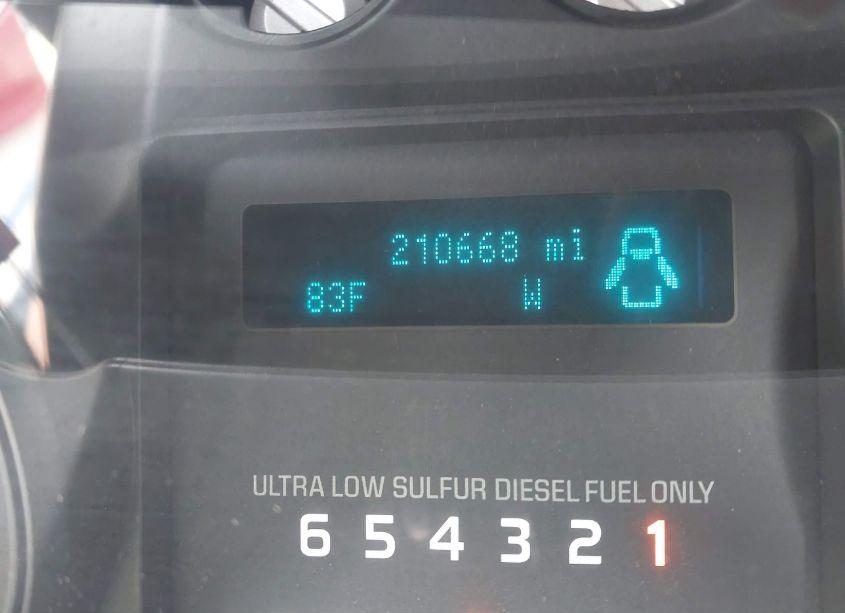 210668 mi
83F W
ULTRA LOW SULFUR DIESEL FUEL ONLY
6 5 4 3 2 1